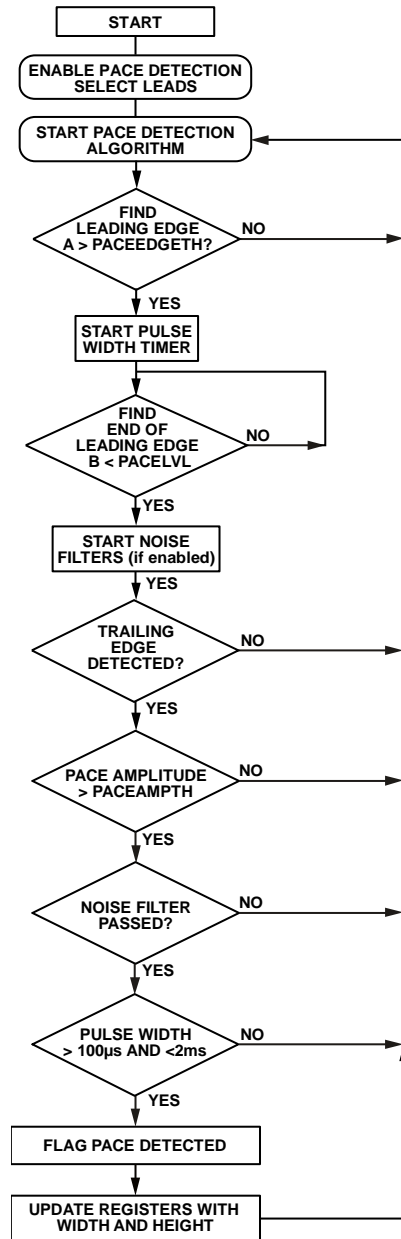 START
ENABLE PACE DETECTION
SELECT LEADS
START PACE DETECTION
ALGORITHM
FIND
LEADING EDGE
A > PACEEDGETH?
NO
YES
START PULSE
WIDTH TIMER
FIND
END OF
LEADING EDGE
B < PACELVL
NO
YES
START NOISE
FILTERS (if enabled)
YES
TRAILING
EDGE
DETECTED?
NO
YES
PACE AMPLITUDE
> PACEAMPTH
NO
YES
NOISE FILTER
PASSED?
NO
YES
PULSE WIDTH
> 100µs AND <2ms
NO
YES
FLAG PACE DETECTED
UPDATE REGISTERS WITH
WIDTH AND HEIGHT